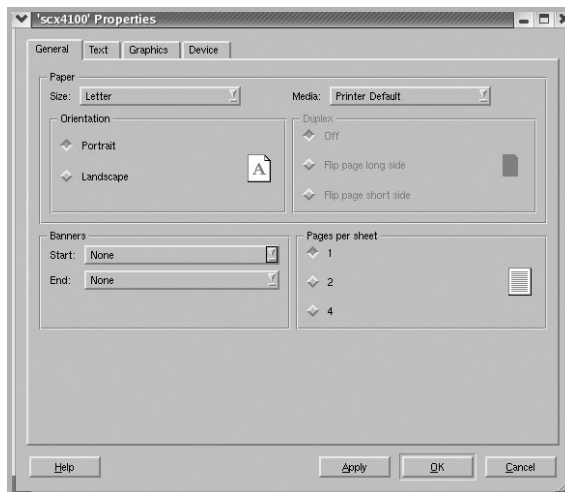 'scx4100' Properties
General Text Graphics Device
Paper
Size: Letter Media: Printer Default
Orientation Duplex
Portrait Off
A
Landscape Flip page long side
Flip page short side
Banners Pages per sheet
Start: None 1
End: None 2
4
Help Apply OK Cancel